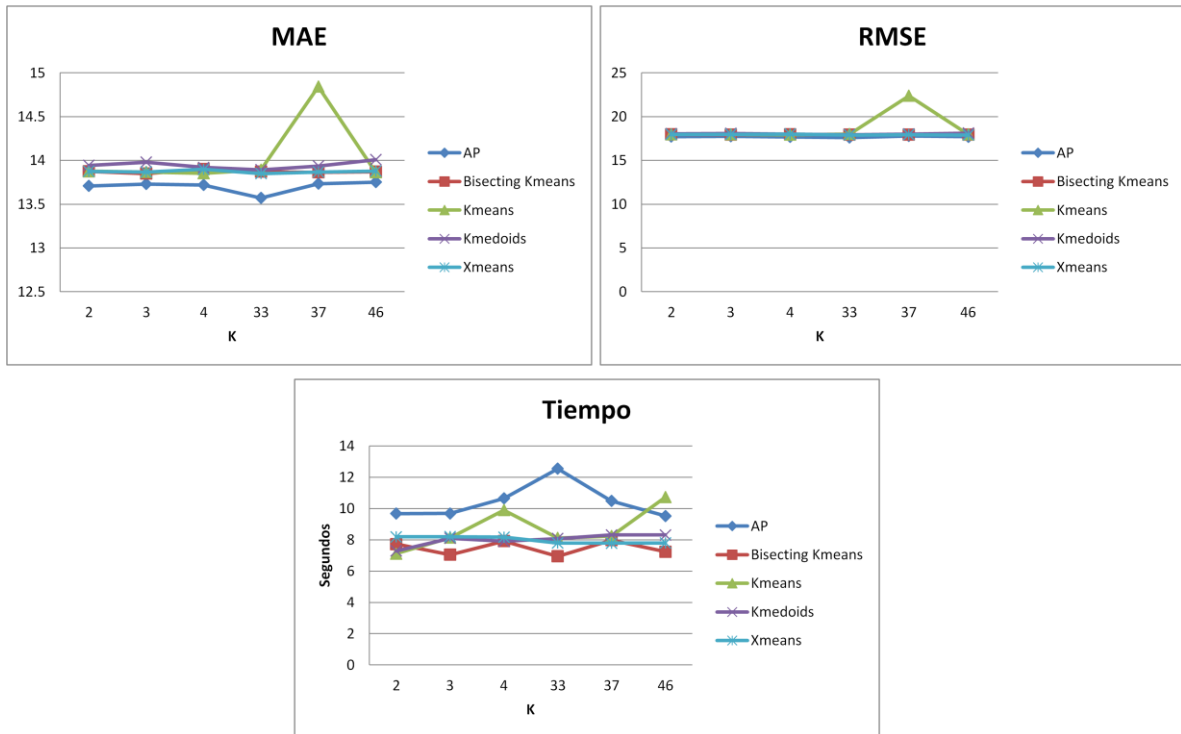 MAE
15
14.5
14
13.5
13
12.5
2 3 4 33 37 46
K
AP
Bisecting Kmeans
Kmeans
Kmedoids
Xmeans
RMSE
25
20
15
10
5
0
2 3 4 33 37 46
K
AP
Bisecting Kmeans
Kmeans
Kmedoids
Xmeans
Tiempo
Segundos
14
12
10
8
6
4
2
0
2 3 4 33 37 46
K
AP
Bisecting Kmeans
Kmeans
Kmedoids
Xmeans